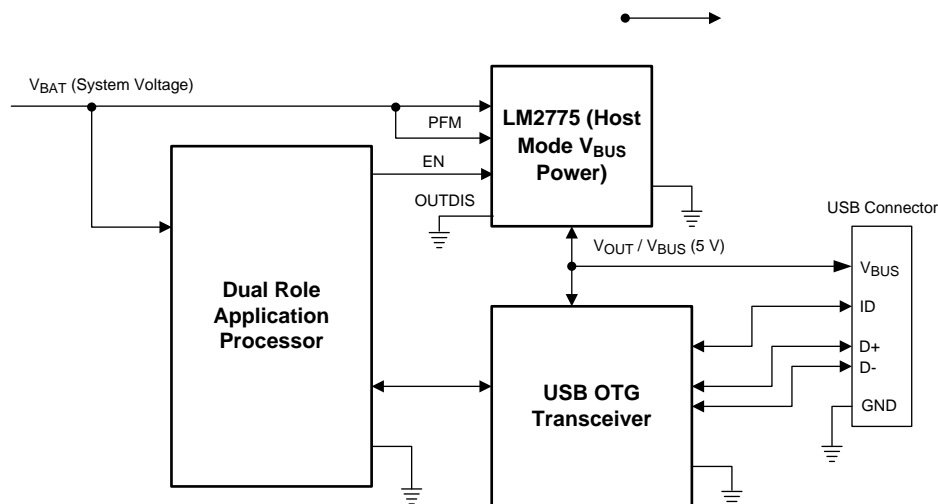 VBAT (System Voltage)
PFM
EN
OUTDIS
LM2775 (Host
Mode VBUS
Power)
USB Connector
VOUT / VBUS (5 V)
VBUS
ID
D+
D-
GND
Dual Role
Application
Processor
USB OTG
Transceiver